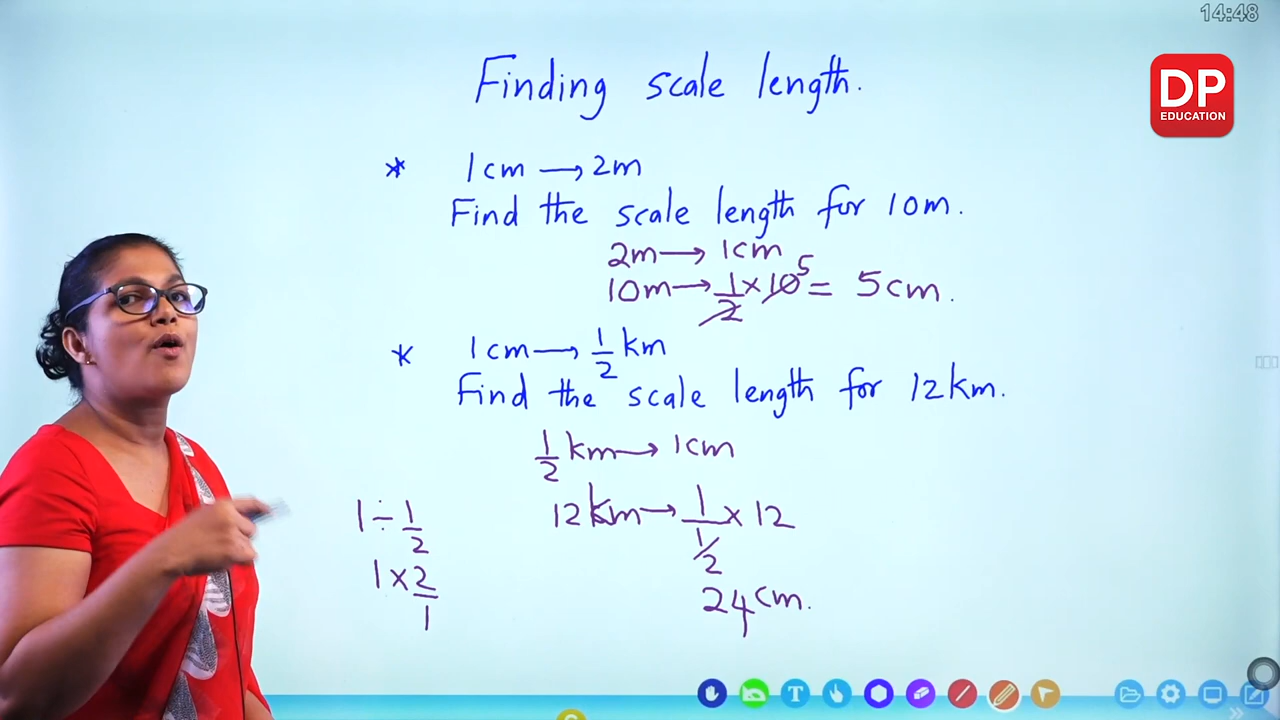 14:48
DP
EDUCATION
Finding scale length.
* 1cm → 2m
Find the scale length for 10m.
2m → 1cm
10m → 1/2 × 10 5 = 5cm.
* 1cm → 1/2 km
Find the scale length for 12km.
1/2 km → 1cm
12km → 1/1/2 × 12
1 ÷ 1/2
1 × 2/1
24cm.
T